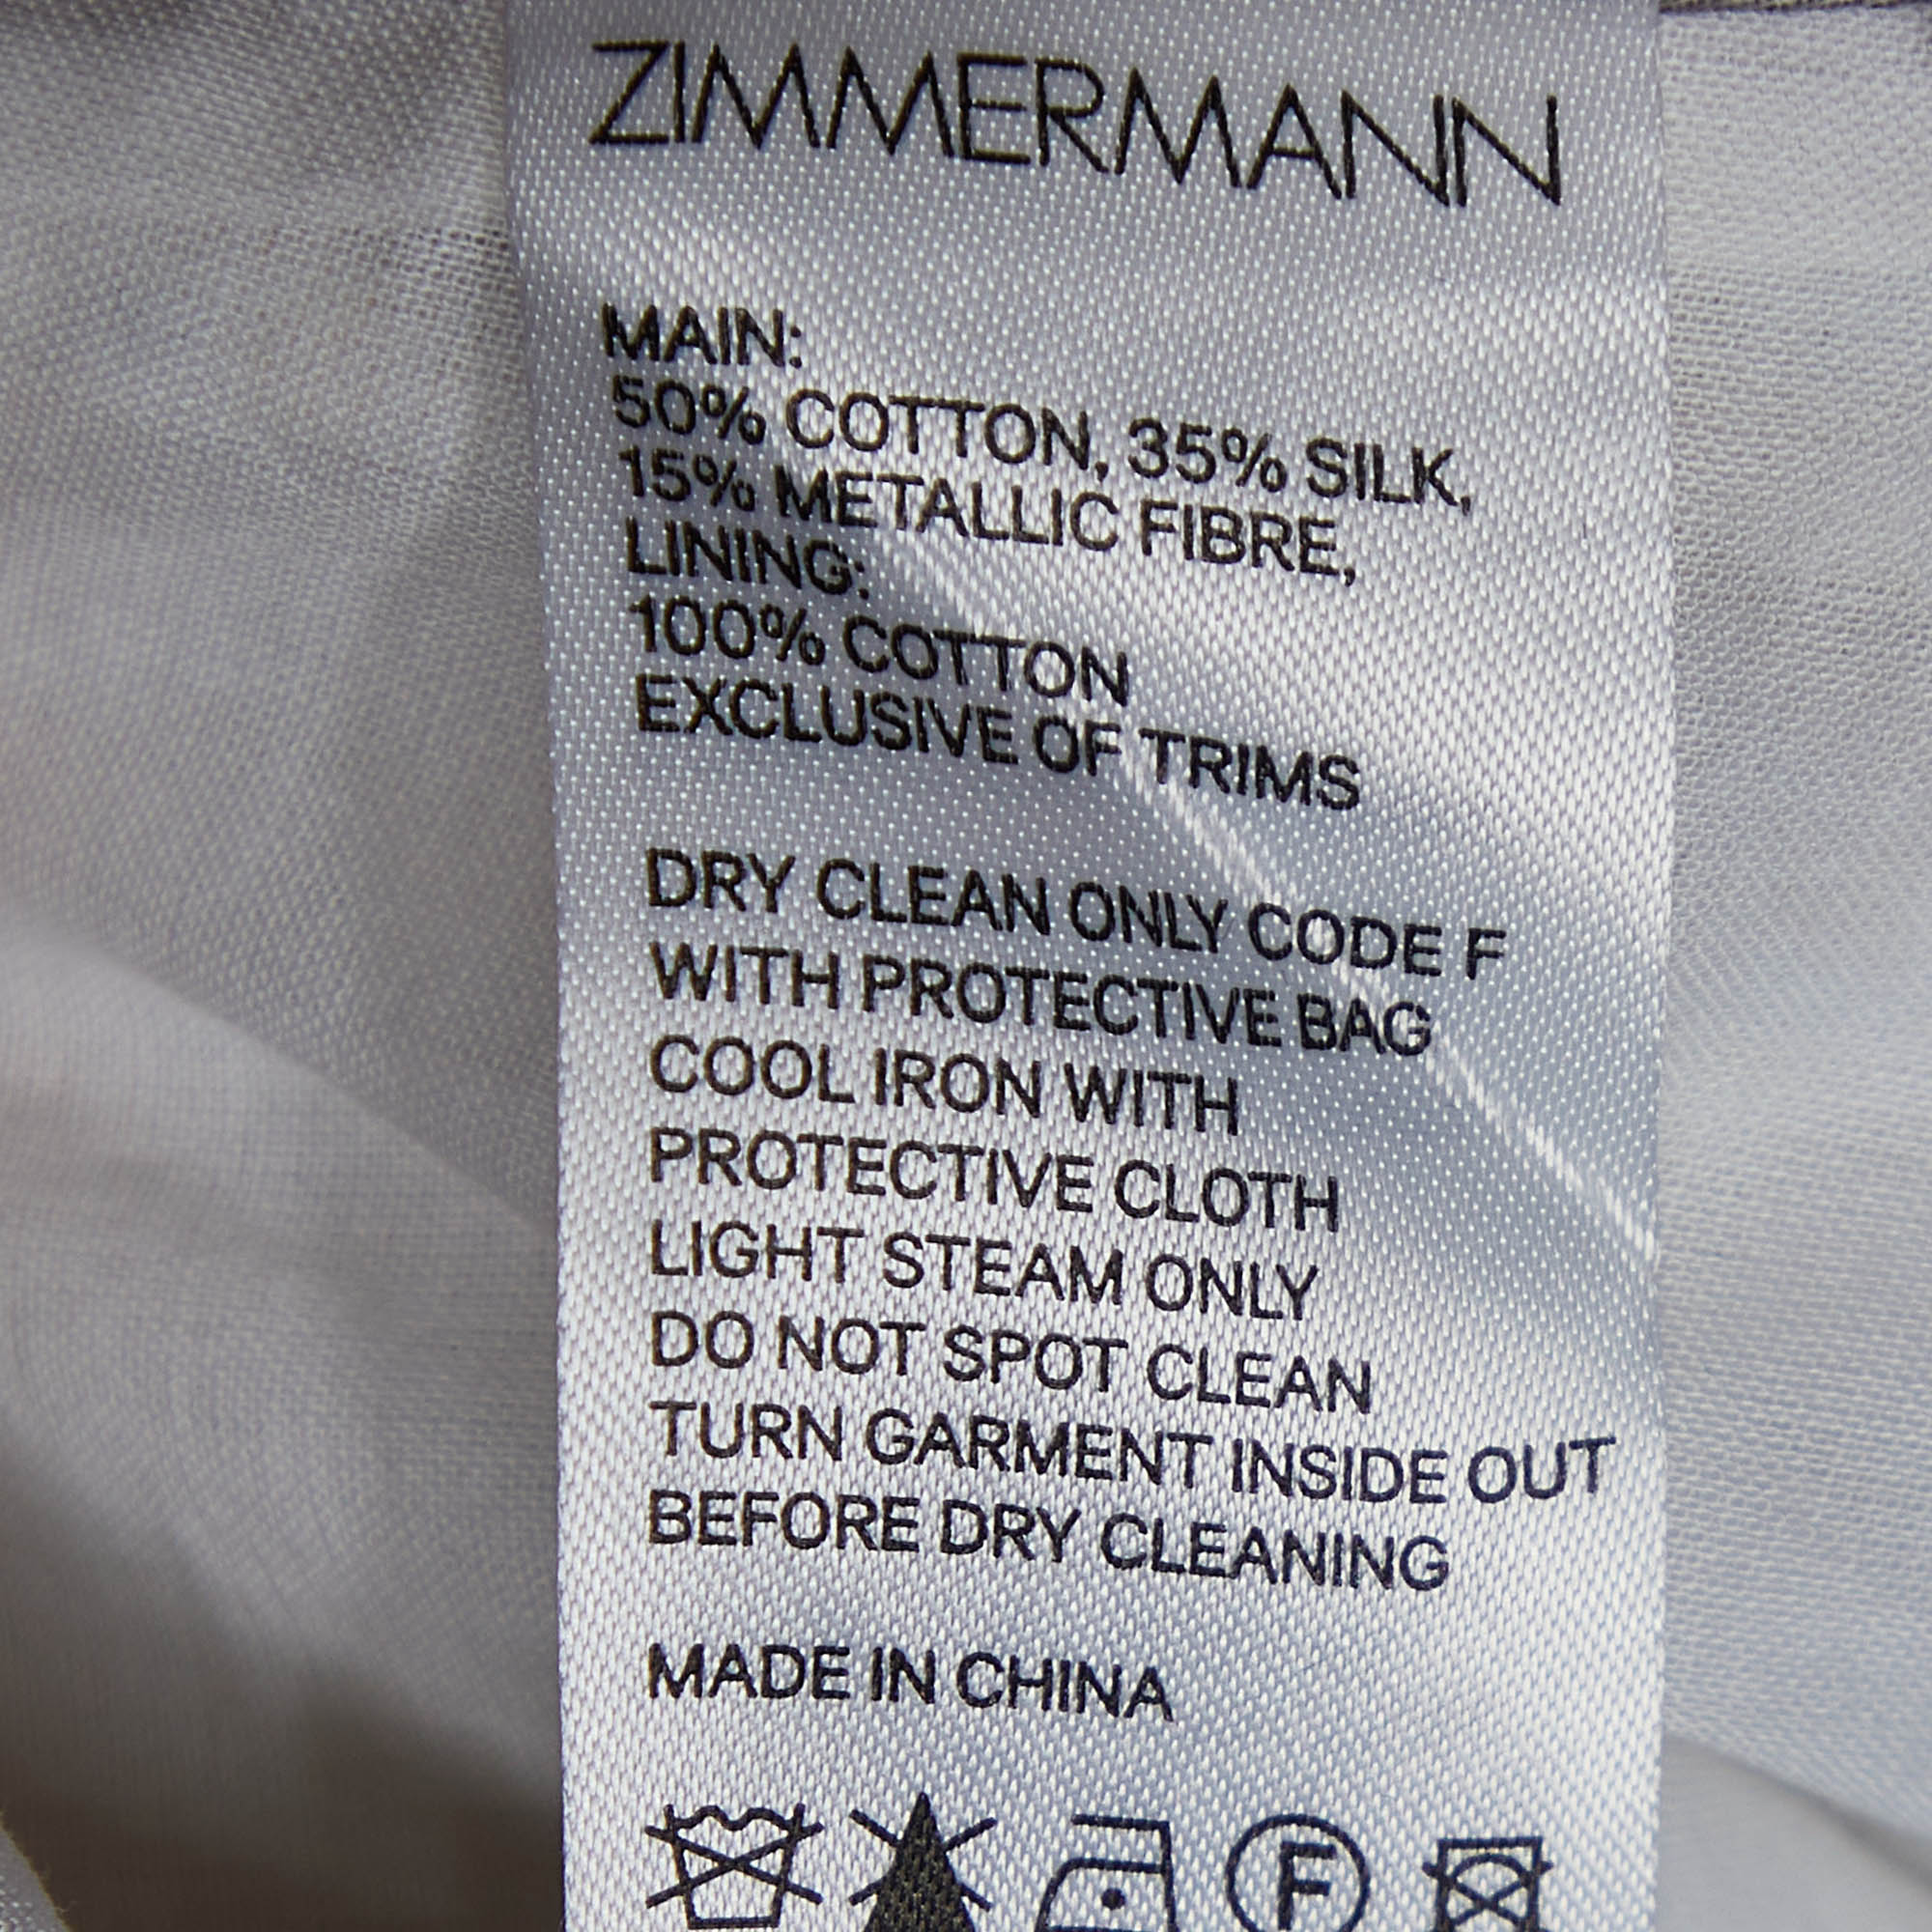 ZIMMERMANN
MAIN:
50% COTTON, 35% SILK,
15% METALLIC FIBRE,
LINING:
100% COTTON
EXCLUSIVE OF TRIMS
DRY CLEAN ONLY CODE F
WITH PROTECTIVE BAG
COOL IRON WITH
PROTECTIVE CLOTH
LIGHT STEAM ONLY
DO NOT SPOT CLEAN
TURN GARMENT INSIDE OUT
BEFORE DRY CLEANING
MADE IN CHINA
F